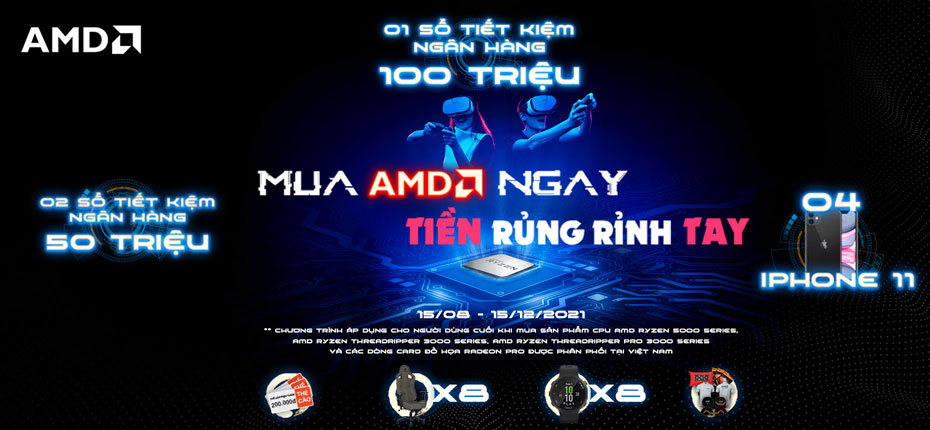 AMD
01 SỔ TIẾT KIỆM
NGÂN HÀNG
100 TRIỆU
MUA AMD NGAY
TIỀN RỦNG RỈNH TAY
02 SỔ TIẾT KIỆM
NGÂN HÀNG
50 TRIỆU
04
IPHONE 11
RYZEN
15/08 - 15/12/2021
** CHƯƠNG TRÌNH ÁP DỤNG CHO NGƯỜI DÙNG CUỐI KHI MUA SẢN PHẨM CPU AMD RYZEN 5000 SERIES,
AMD RYZEN THREADRIPPER 3000 SERIES, AMD RYZEN THREADRIPPER PRO 3000 SERIES
VÀ CÁC DÒNG CARD ĐỒ HỌA RADEON PRO ĐƯỢC PHÂN PHỐI TẠI VIỆT NAM
THẺ
CÀO
200.000đ
X8
X8